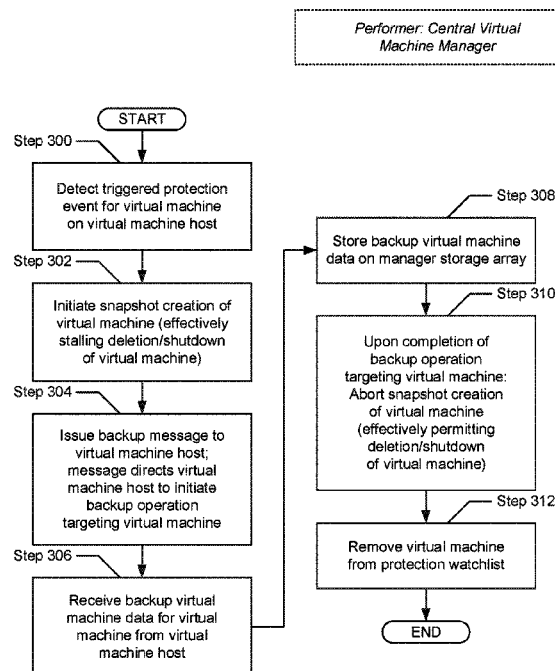 Performer: Central Virtual
Machine Manager
START
Step 300
Detect triggered protection
event for virtual machine
on virtual machine host
Step 302
Initiate snapshot creation of
virtual machine (effectively
stalling deletion/shutdown
of virtual machine)
Step 304
Issue backup message to
virtual machine host;
message directs virtual
machine host to initiate
backup operation
targeting virtual machine
Step 306
Receive backup virtual
machine data for virtual
machine from virtual
machine host
Step 308
Store backup virtual machine
data on manager storage array
Step 310
Upon completion of
backup operation
targeting virtual machine:
Abort snapshot creation
of virtual machine
(effectively permitting
deletion/shutdown
of virtual machine)
Step 312
Remove virtual machine
from protection watchlist
END